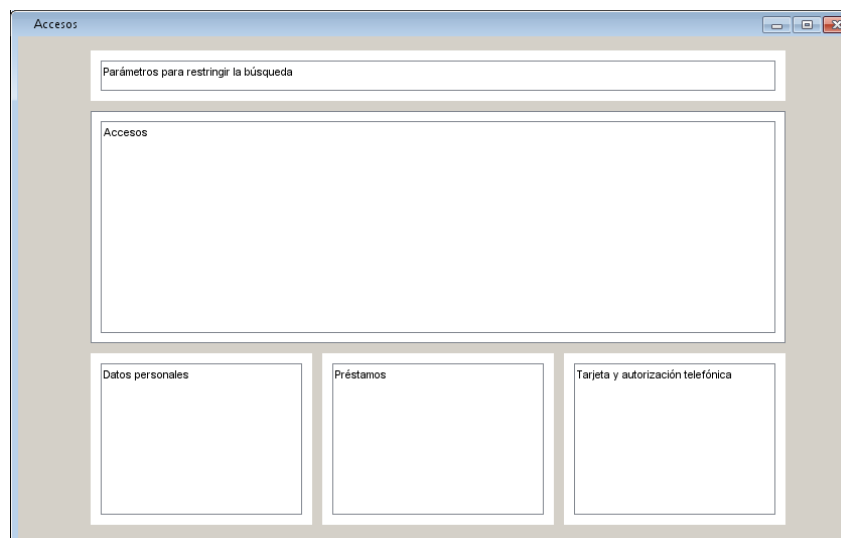 Accesos
Parámetros para restringir la búsqueda
Accesos
Datos personales
Préstamos
Tarjeta y autorización telefónica